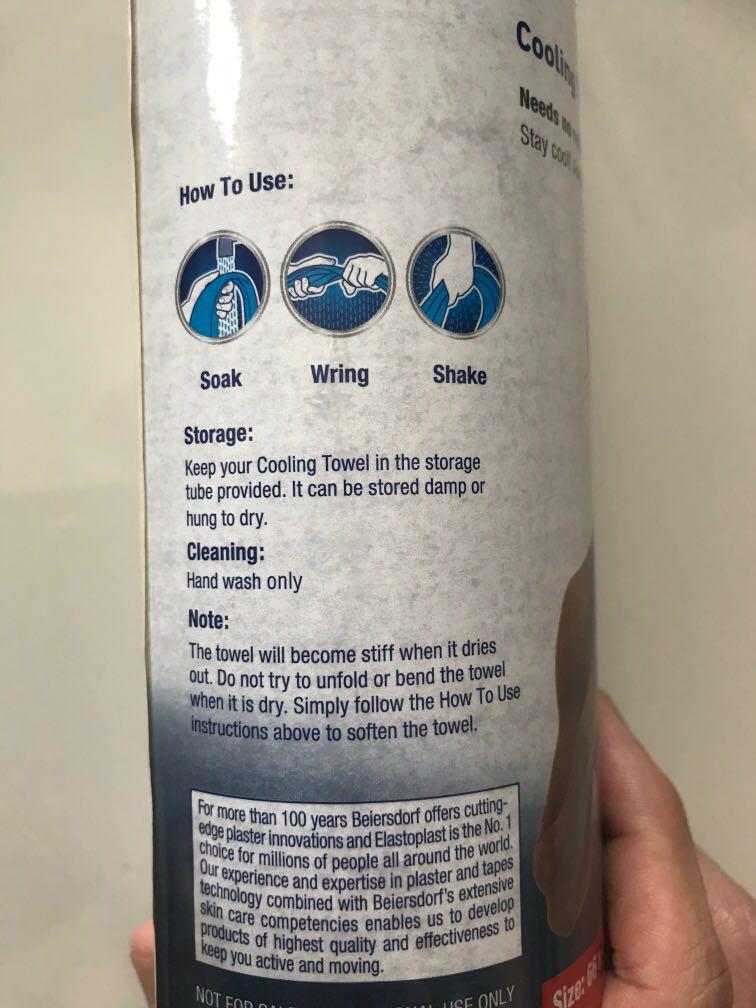 Cooling
Needs
Stay cool
How To Use:
Soak Wring Shake
Storage:
Keep your Cooling Towel in the storage
tube provided. It can be stored damp or
hung to dry.
Cleaning:
Hand wash only
Note:
The towel will become stiff when it dries
out. Do not try to unfold or bend the towel
when it is dry. Simply follow the How To Use
instructions above to soften the towel.
For more than 100 years Beiersdorf offers cutting-
edge plaster innovations and Elastoplast is the No. 1
choice for millions of people all around the world.
Our experience and expertise in plaster and tapes
technology combined with Beiersdorf's extensive
skin care competencies enables us to develop
products of highest quality and effectiveness to
keep you active and moving.
NOT FOR USE ONLY
Size: